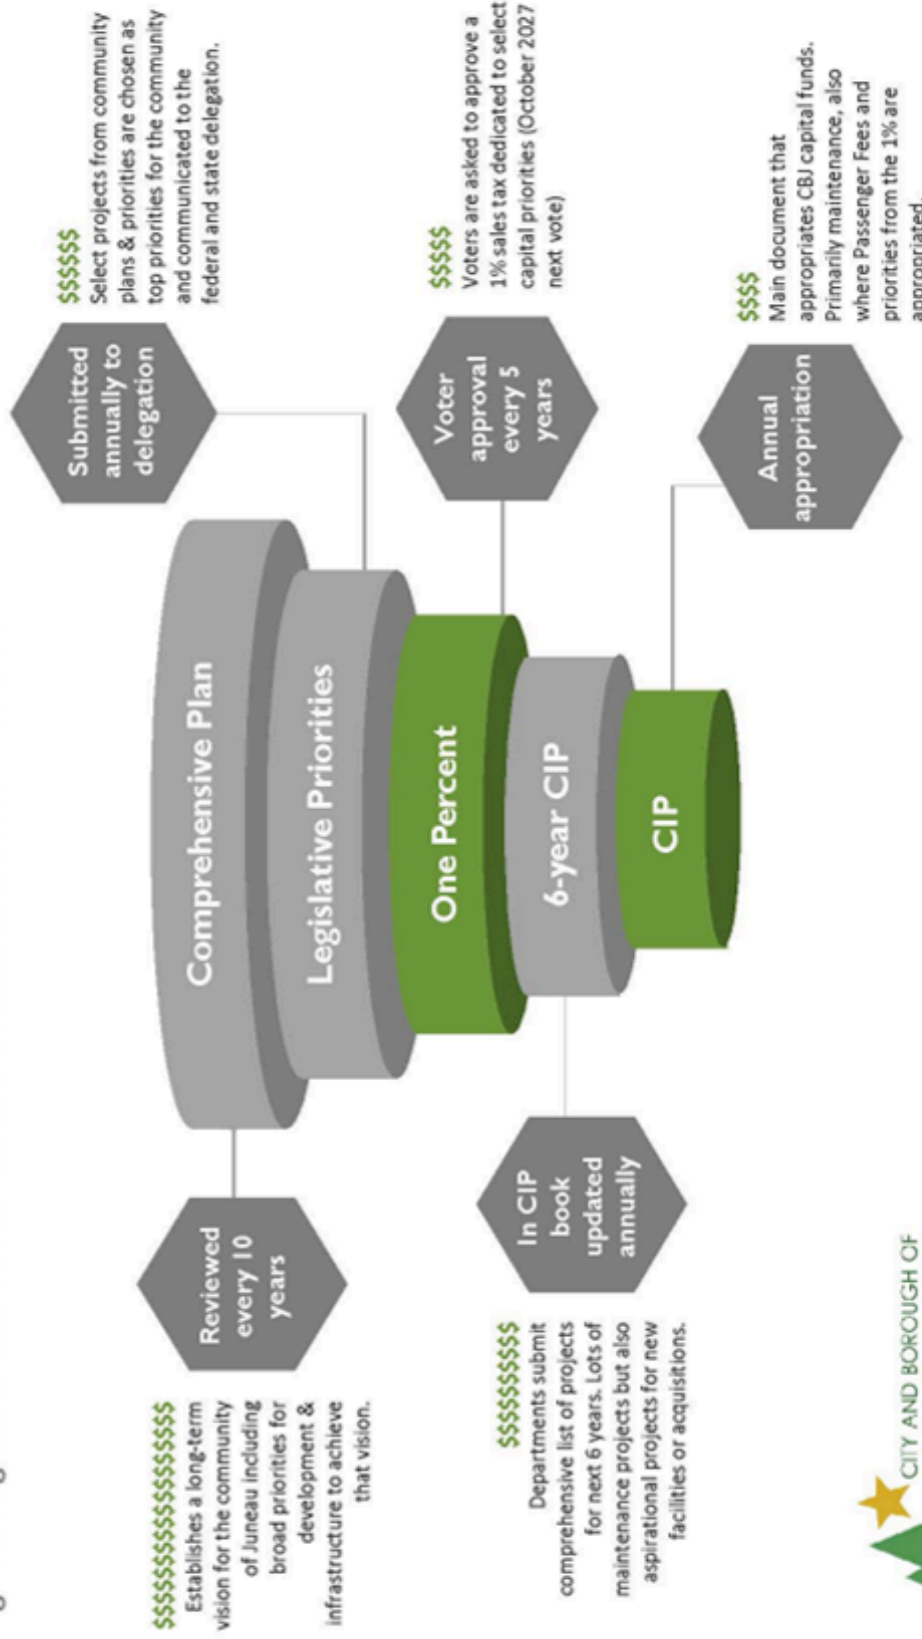 $$$$$$
Select projects from community
plans & priorities are chosen as
top priorities for the community
and communicated to the
federal and state delegation.
Submitted
annually to
delegation
Comprehensive Plan
Reviewed
every 10
years
Establishes a long-term
vision for the community
of Juneau including
broad priorities for
development &
infrastructure to achieve
that vision.
Legislative Priorities
$$$$$
Voters are asked to approve a
1% sales tax dedicated to select
capital priorities (October 2027
next vote)
Voter
approval
every 5
years
One Percent
6-year CIP
In CIP
book
updated
annually
Departments submit
comprehensive list of projects
for next 6 years. Lots of
maintenance projects but also
aspirational projects for new
facilities or acquisitions.
CIP
$$$$
Main document that
appropriates CBJ capital funds.
Primarily maintenance, also
where Passenger Fees and
priorities from the 1% are
appropriated.
Annual
appropriation
CITY AND BOROUGH OF